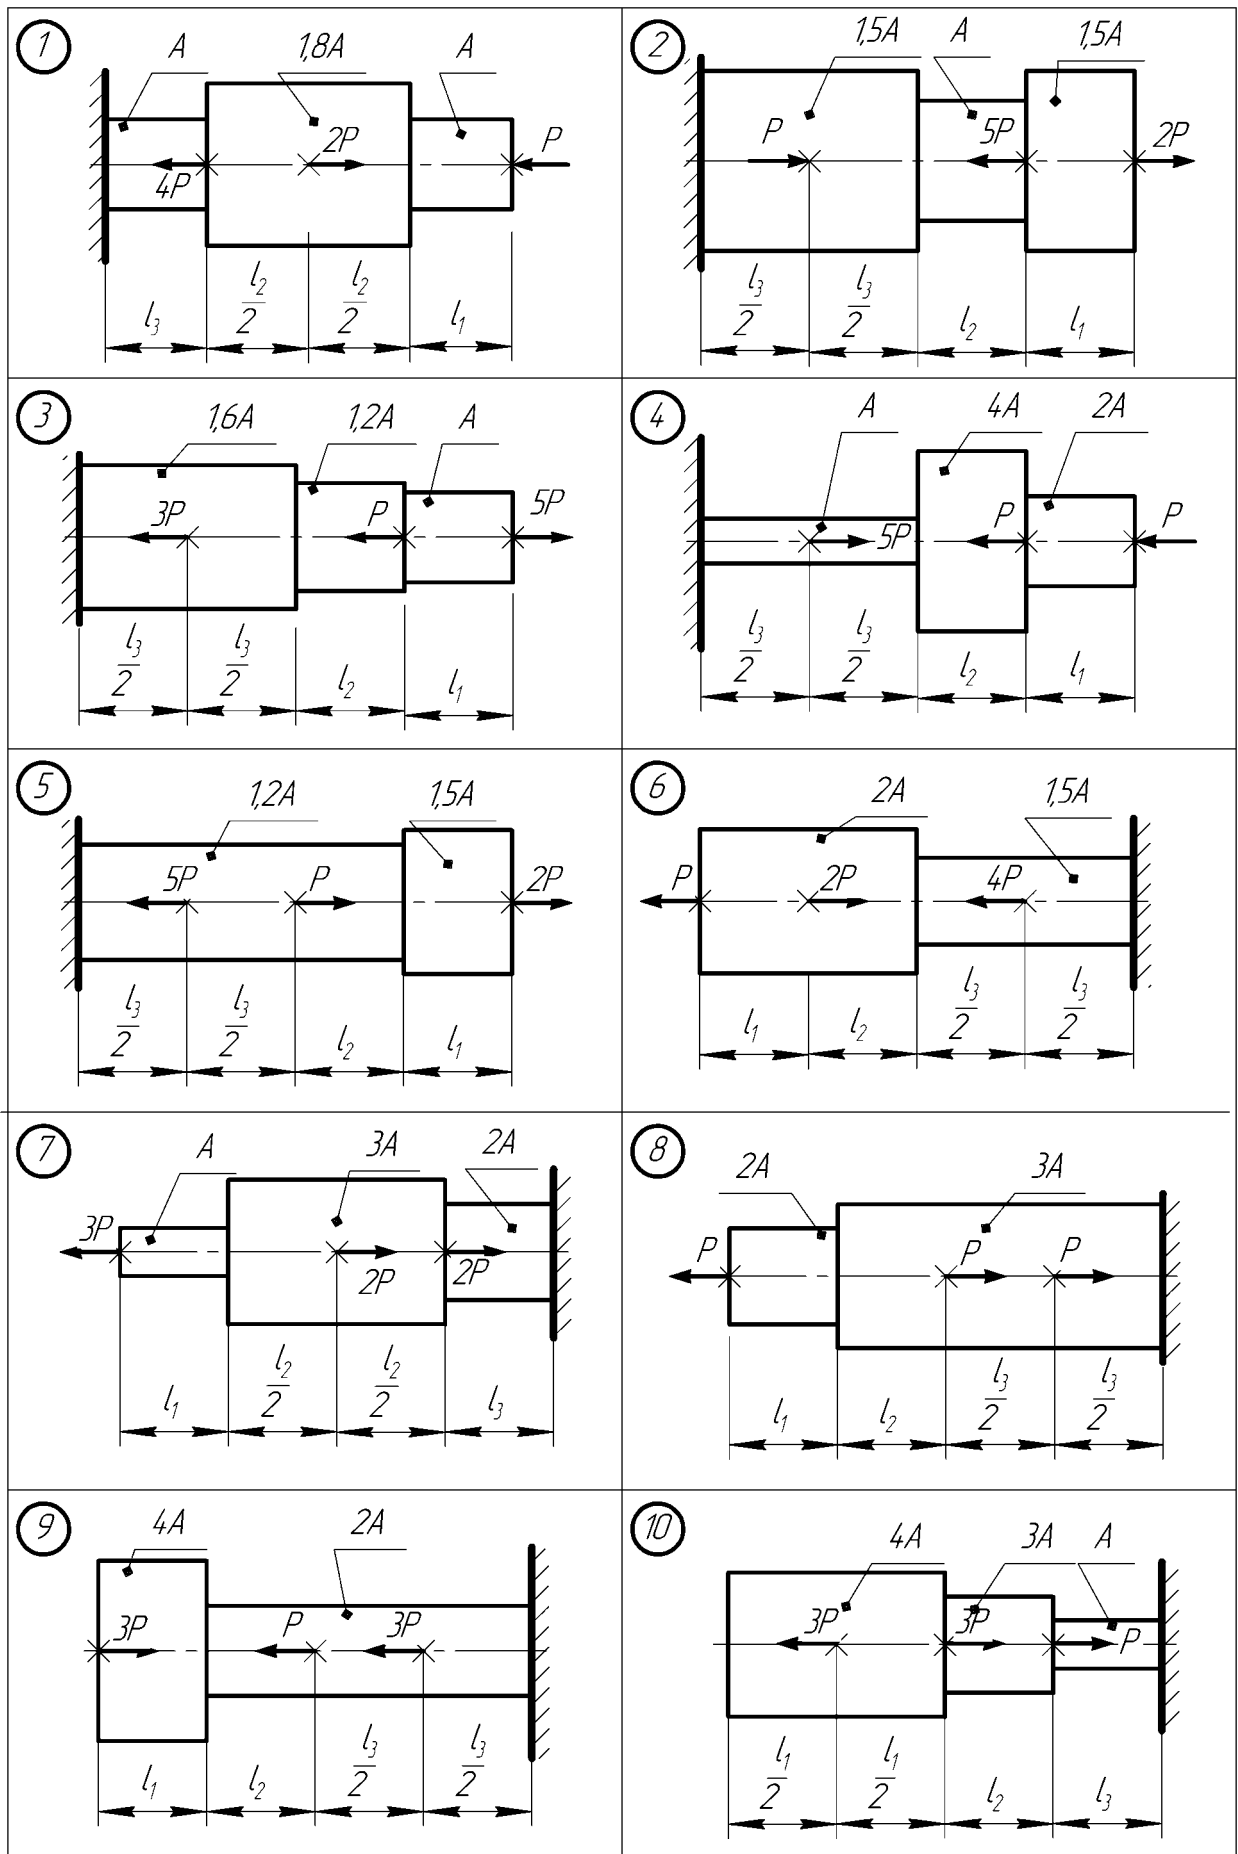 1
A 1,8A A
4P 2P P
l₃ l₂/2 l₂/2 l₁
2
1,5A A 1,5A
P 5P 2P
l₃/2 l₃/2 l₂ l₁
3
1,6A 1,2A A
3P P 5P
l₃/2 l₃/2 l₂ l₁
4
A 4A 2A
5P P P
l₃/2 l₃/2 l₂ l₁
5
1,2A 1,5A
5P P 2P
l₃/2 l₃/2 l₂ l₁
6
2A 1,5A
P 2P 4P
l₁ l₂ l₃/2 l₃/2
7
A 3A 2A
3P 2P 2P
l₁ l₂/2 l₂/2 l₃
8
2A 3A
P P P
l₁ l₂ l₃/2 l₃/2
9
4A 2A
3P P 3P
l₁ l₂ l₃/2 l₃/2
10
4A 3A A
3P 3P P
l₁/2 l₁/2 l₂ l₃